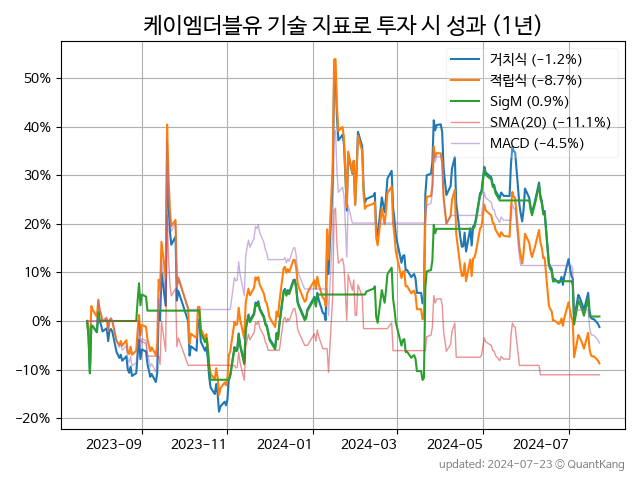 케이엠더블유 기술 지표로 투자 시 성과 (1년)
거치식 (−1.2%)
적립식 (−8.7%)
SigM (0.9%)
SMA(20) (−11.1%)
MACD (−4.5%)
50%
40%
30%
20%
10%
0%
−10%
−20%
2023−09
2023−11
2024−01
2024−03
2024−05
2024−07
updated: 2024−07−23 © QuantKang